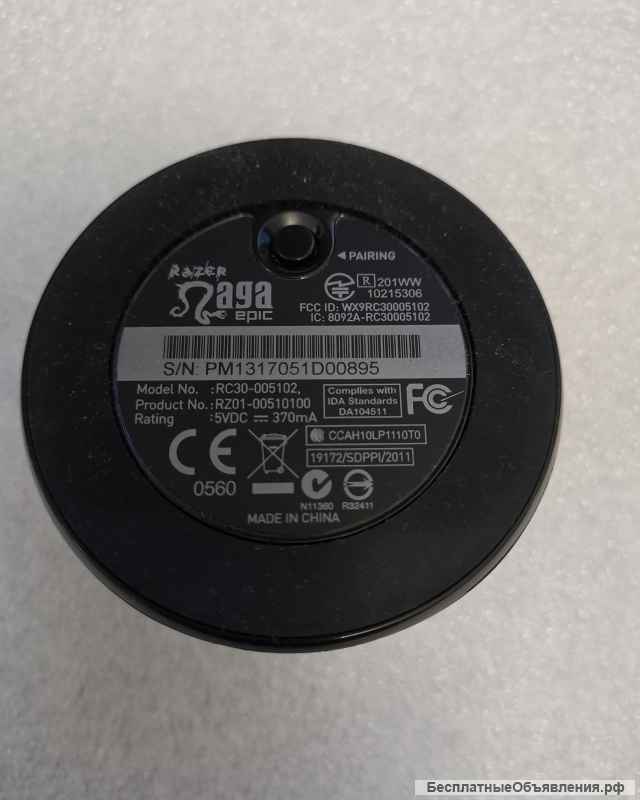 ◄PAIRING
RAZER
naga
epic
R 201WW
10215306
FCC ID: WX9RC30005102
IC: 8092A-RC30005102
S/N: PM1317051D00895
Model No. :RC30-005102,
Product No.:RZ01-00510100
Rating :5VDC ⎓ 370mA
Complies with
IDA Standards
DA104511
FC
CE
0560
CCAH10LP1110T0
19172/SDPPI/2011
N11360
R32411
MADE IN CHINA
БесплатныеОбъявления.рф